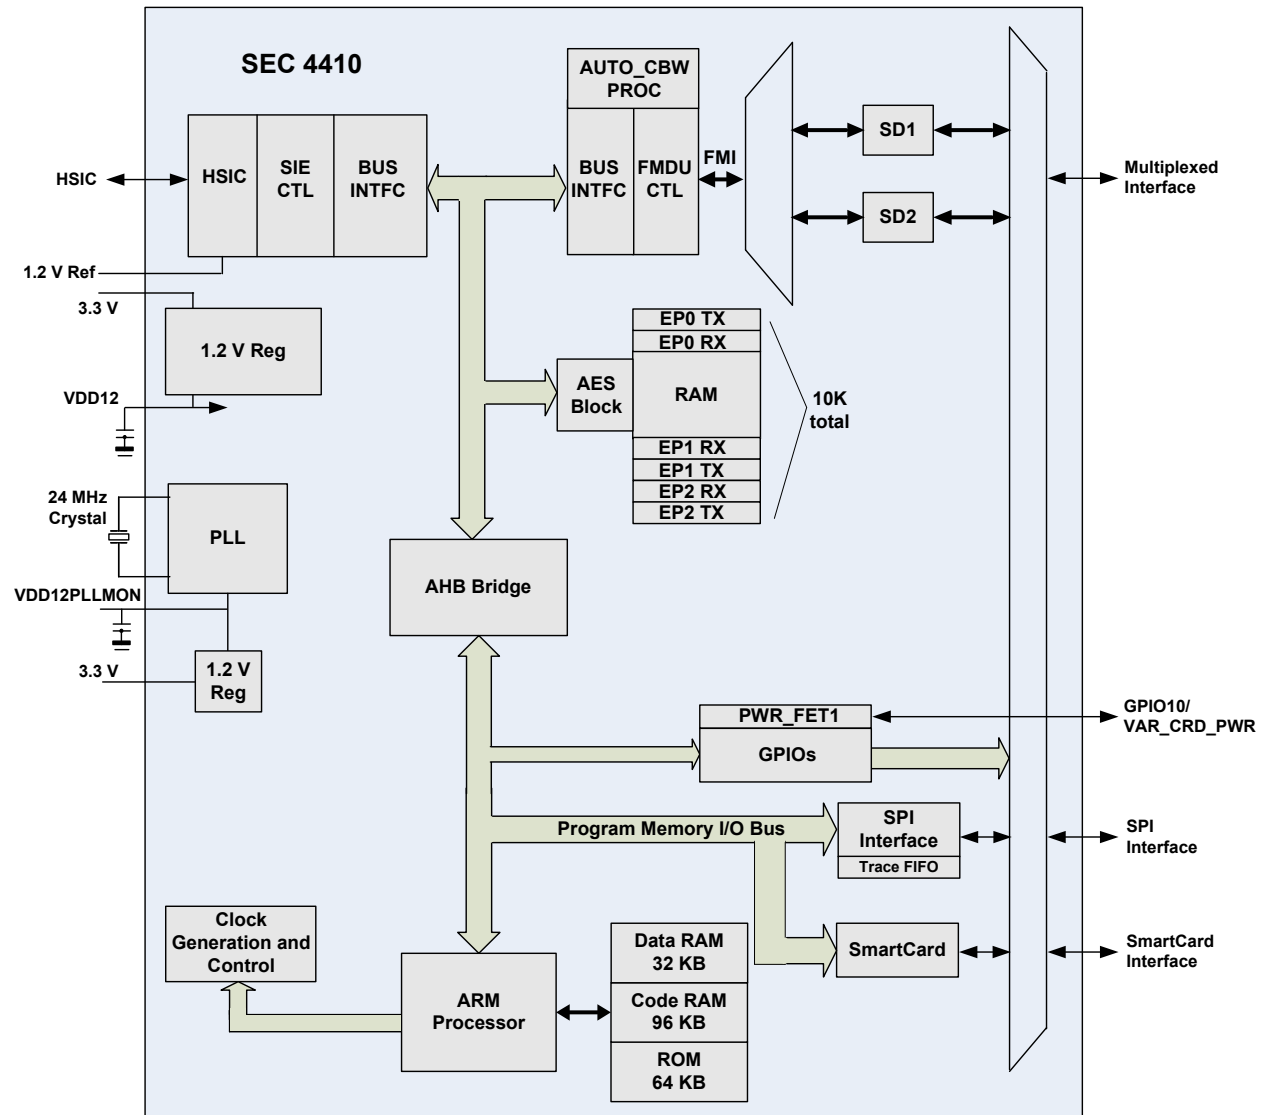 SEC 4410
AUTO_CBW
PROC
HSIC
HSIC
SIE
CTL
BUS
INTFC
BUS
INTFC
FMDU
CTL
FMI
SD1
SD2
Multiplexed
Interface
1.2 V Ref
3.3 V
1.2 V Reg
VDD12
EP0 TX
EP0 RX
AES
Block
RAM
EP1 RX
EP1 TX
EP2 RX
EP2 TX
10K
total
24 MHz
Crystal
PLL
VDD12PLLMON
3.3 V
1.2 V
Reg
AHB Bridge
PWR_FET1
GPIOs
GPIO10/
VAR_CRD_PWR
Program Memory I/O Bus
SPI
Interface
Trace FIFO
SPI
Interface
SmartCard
SmartCard
Interface
Clock
Generation and
Control
ARM
Processor
Data RAM
32 KB
Code RAM
96 KB
ROM
64 KB